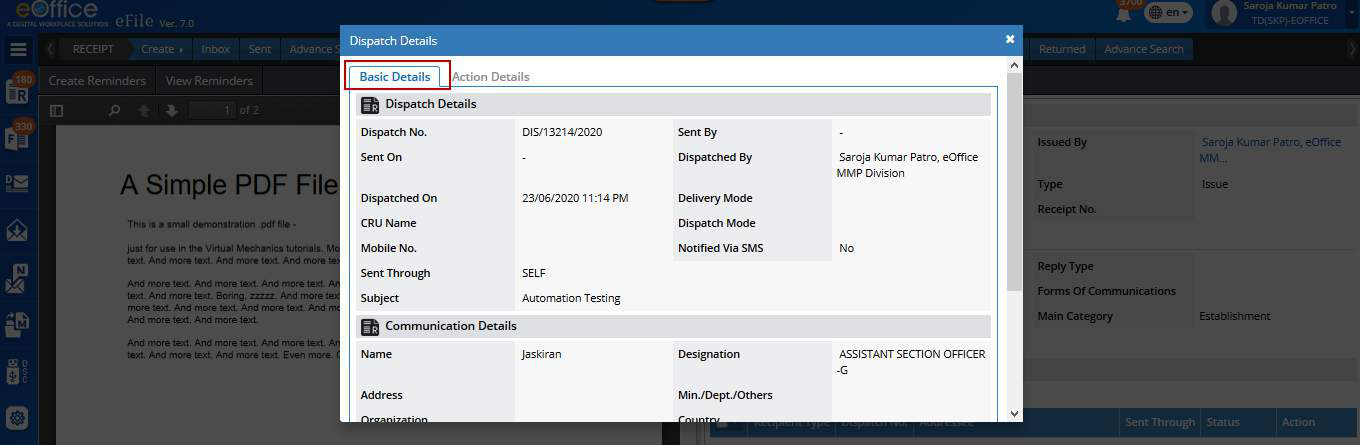 eOffice
A DIGITAL WORKPLACE SOLUTION
eFile Ver. 7.0
3700
en
Saroja Kumar Patro
TD(SKP)-EOFFICE
RECEIPT
Create
Inbox
Sent
Advance S
Returned
Advance Search
180
Create Reminders
View Reminders
1 of 2
330
A Simple PDF File
This is a small demonstration .pdf file -
just for use in the Virtual Mechanics tutorials. Mo
text. And more text. And more text. And more te
And more text. And more text. And more text. A
text. And more text. Boring, zzzzz. And more tex
more text. And more text. And more text. And mo
And more text. And more text.
And more text. And more text. And more text. A
text. And more text. And more text. Even more. C
Dispatch Details
Basic Details
Action Details
Dispatch Details
Dispatch No. DIS/13214/2020 Sent By -
Sent On - Dispatched By Saroja Kumar Patro, eOffice
MMP Division
Dispatched On 23/06/2020 11:14 PM Delivery Mode
CRU Name Dispatch Mode
Mobile No. Notified Via SMS No
Sent Through SELF
Subject Automation Testing
Communication Details
Name Jaskiran Designation ASSISTANT SECTION OFFICER
-G
Address Min./Dept./Others
Organization Country
Issued By Saroja Kumar Patro, eOffice
MM...
Type Issue
Receipt No.
Reply Type
Forms Of Communications
Main Category Establishment
Recipient Type Dispatch No. Addressee Sent Through Status Action
DSC